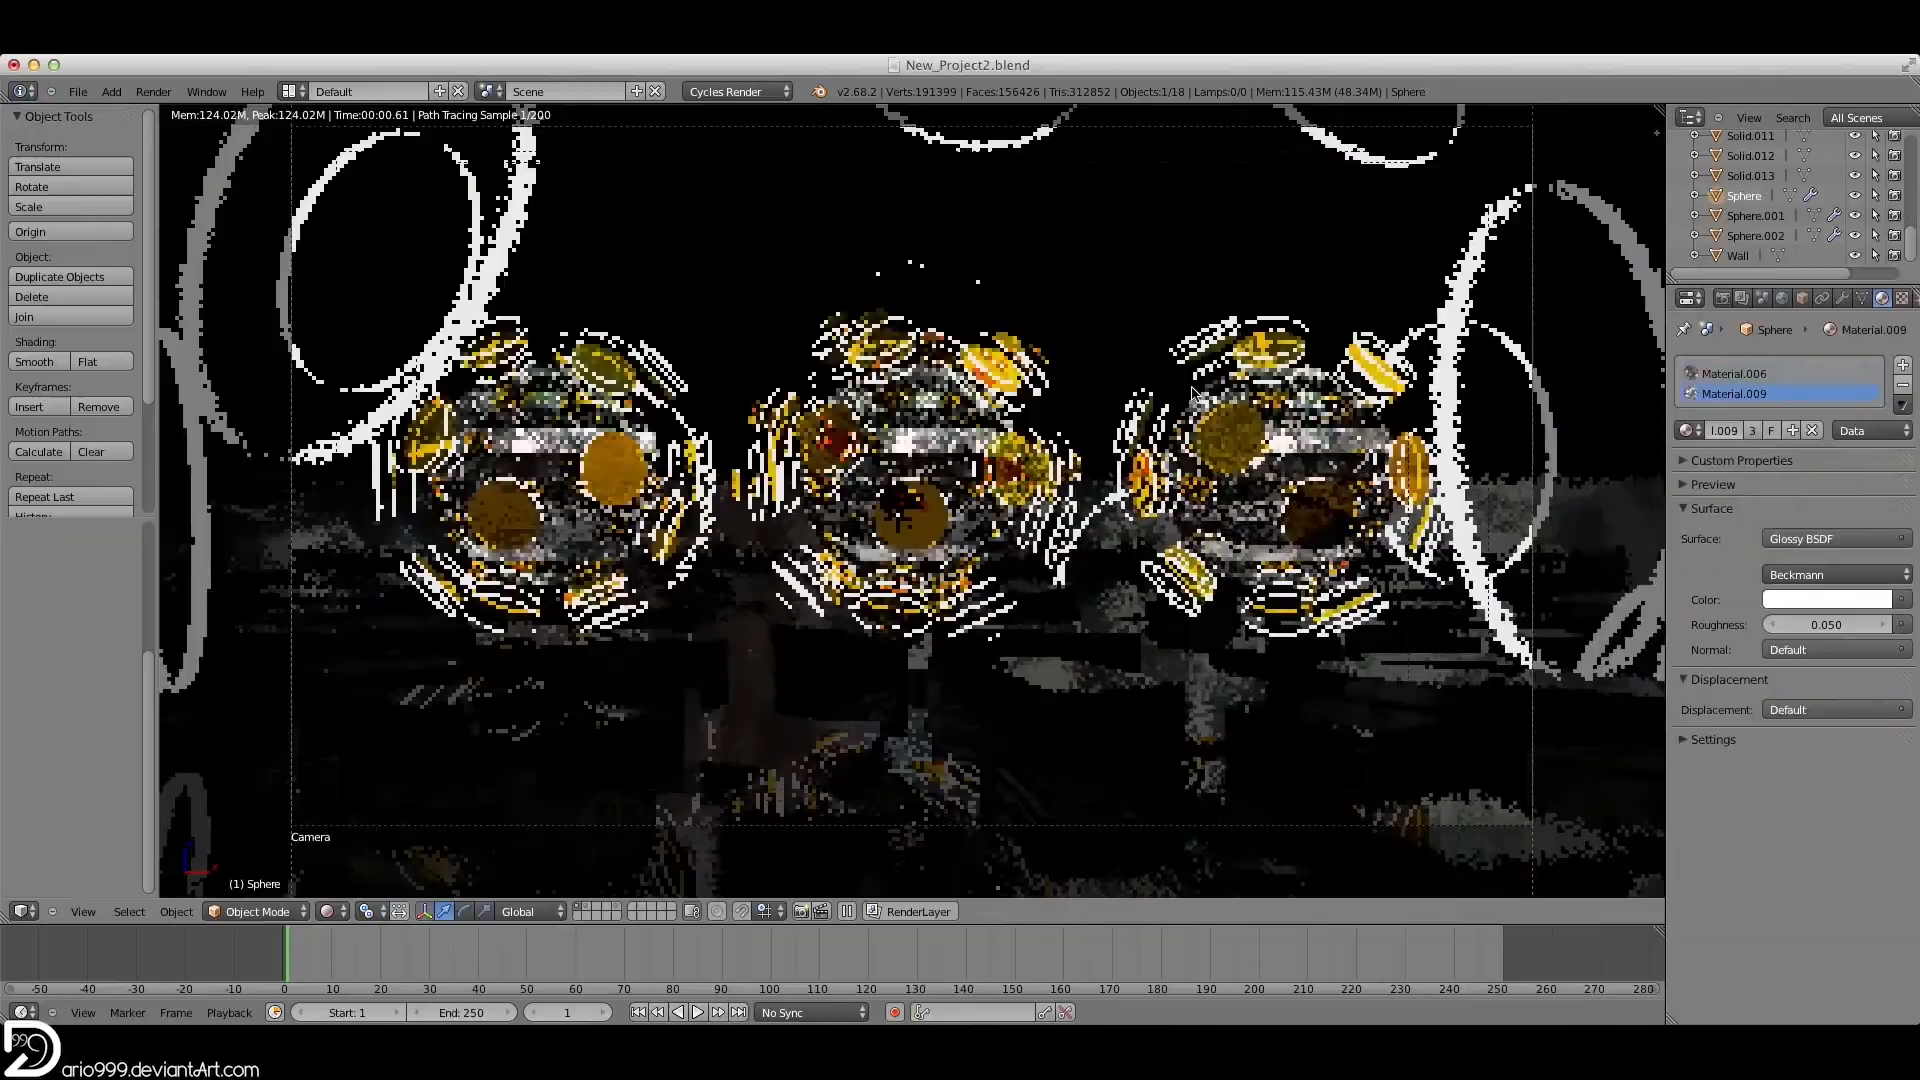 New_Project2.blend
File Add Render Window Help Default Scene Cycles Render v2.68.2 | Verts:191399 | Faces:156426 | Tris:312852 | Objects:1/18 | Lamps:0/0 | Mem:115.43M (48.34M) | Sphere
Object Tools
Mem:124.02M, Peak:124.02M | Time:00:00.61 | Path Tracing Sample 1/200
View Search All Scenes
Transform:
Translate
Rotate
Scale
Origin
Object:
Duplicate Objects
Delete
Join
Shading:
Smooth Flat
Keyframes:
Insert Remove
Motion Paths:
Calculate Clear
Repeat:
Repeat Last
History
Solid.011
Solid.012
Solid.013
Sphere
Sphere.001
Sphere.002
Wall
Sphere Material.009
Material.006
Material.009
1.009 3 F Data
Custom Properties
Preview
Surface
Surface: Glossy BSDF
Beckmann
Color:
Roughness: 0.050
Normal: Default
Displacement
Displacement: Default
Settings
Camera
(1) Sphere
View Select Object Object Mode Global RenderLayer
-50 -40 -30 -20 -10 0 10 20 30 40 50 60 70 80 90 100 110 120 130 140 150 160 170 180 190 200 210 220 230 240 250 260 270 280
View Marker Frame Playback Start: 1 End: 250 1 No Sync
999
ario999.deviantArt.com